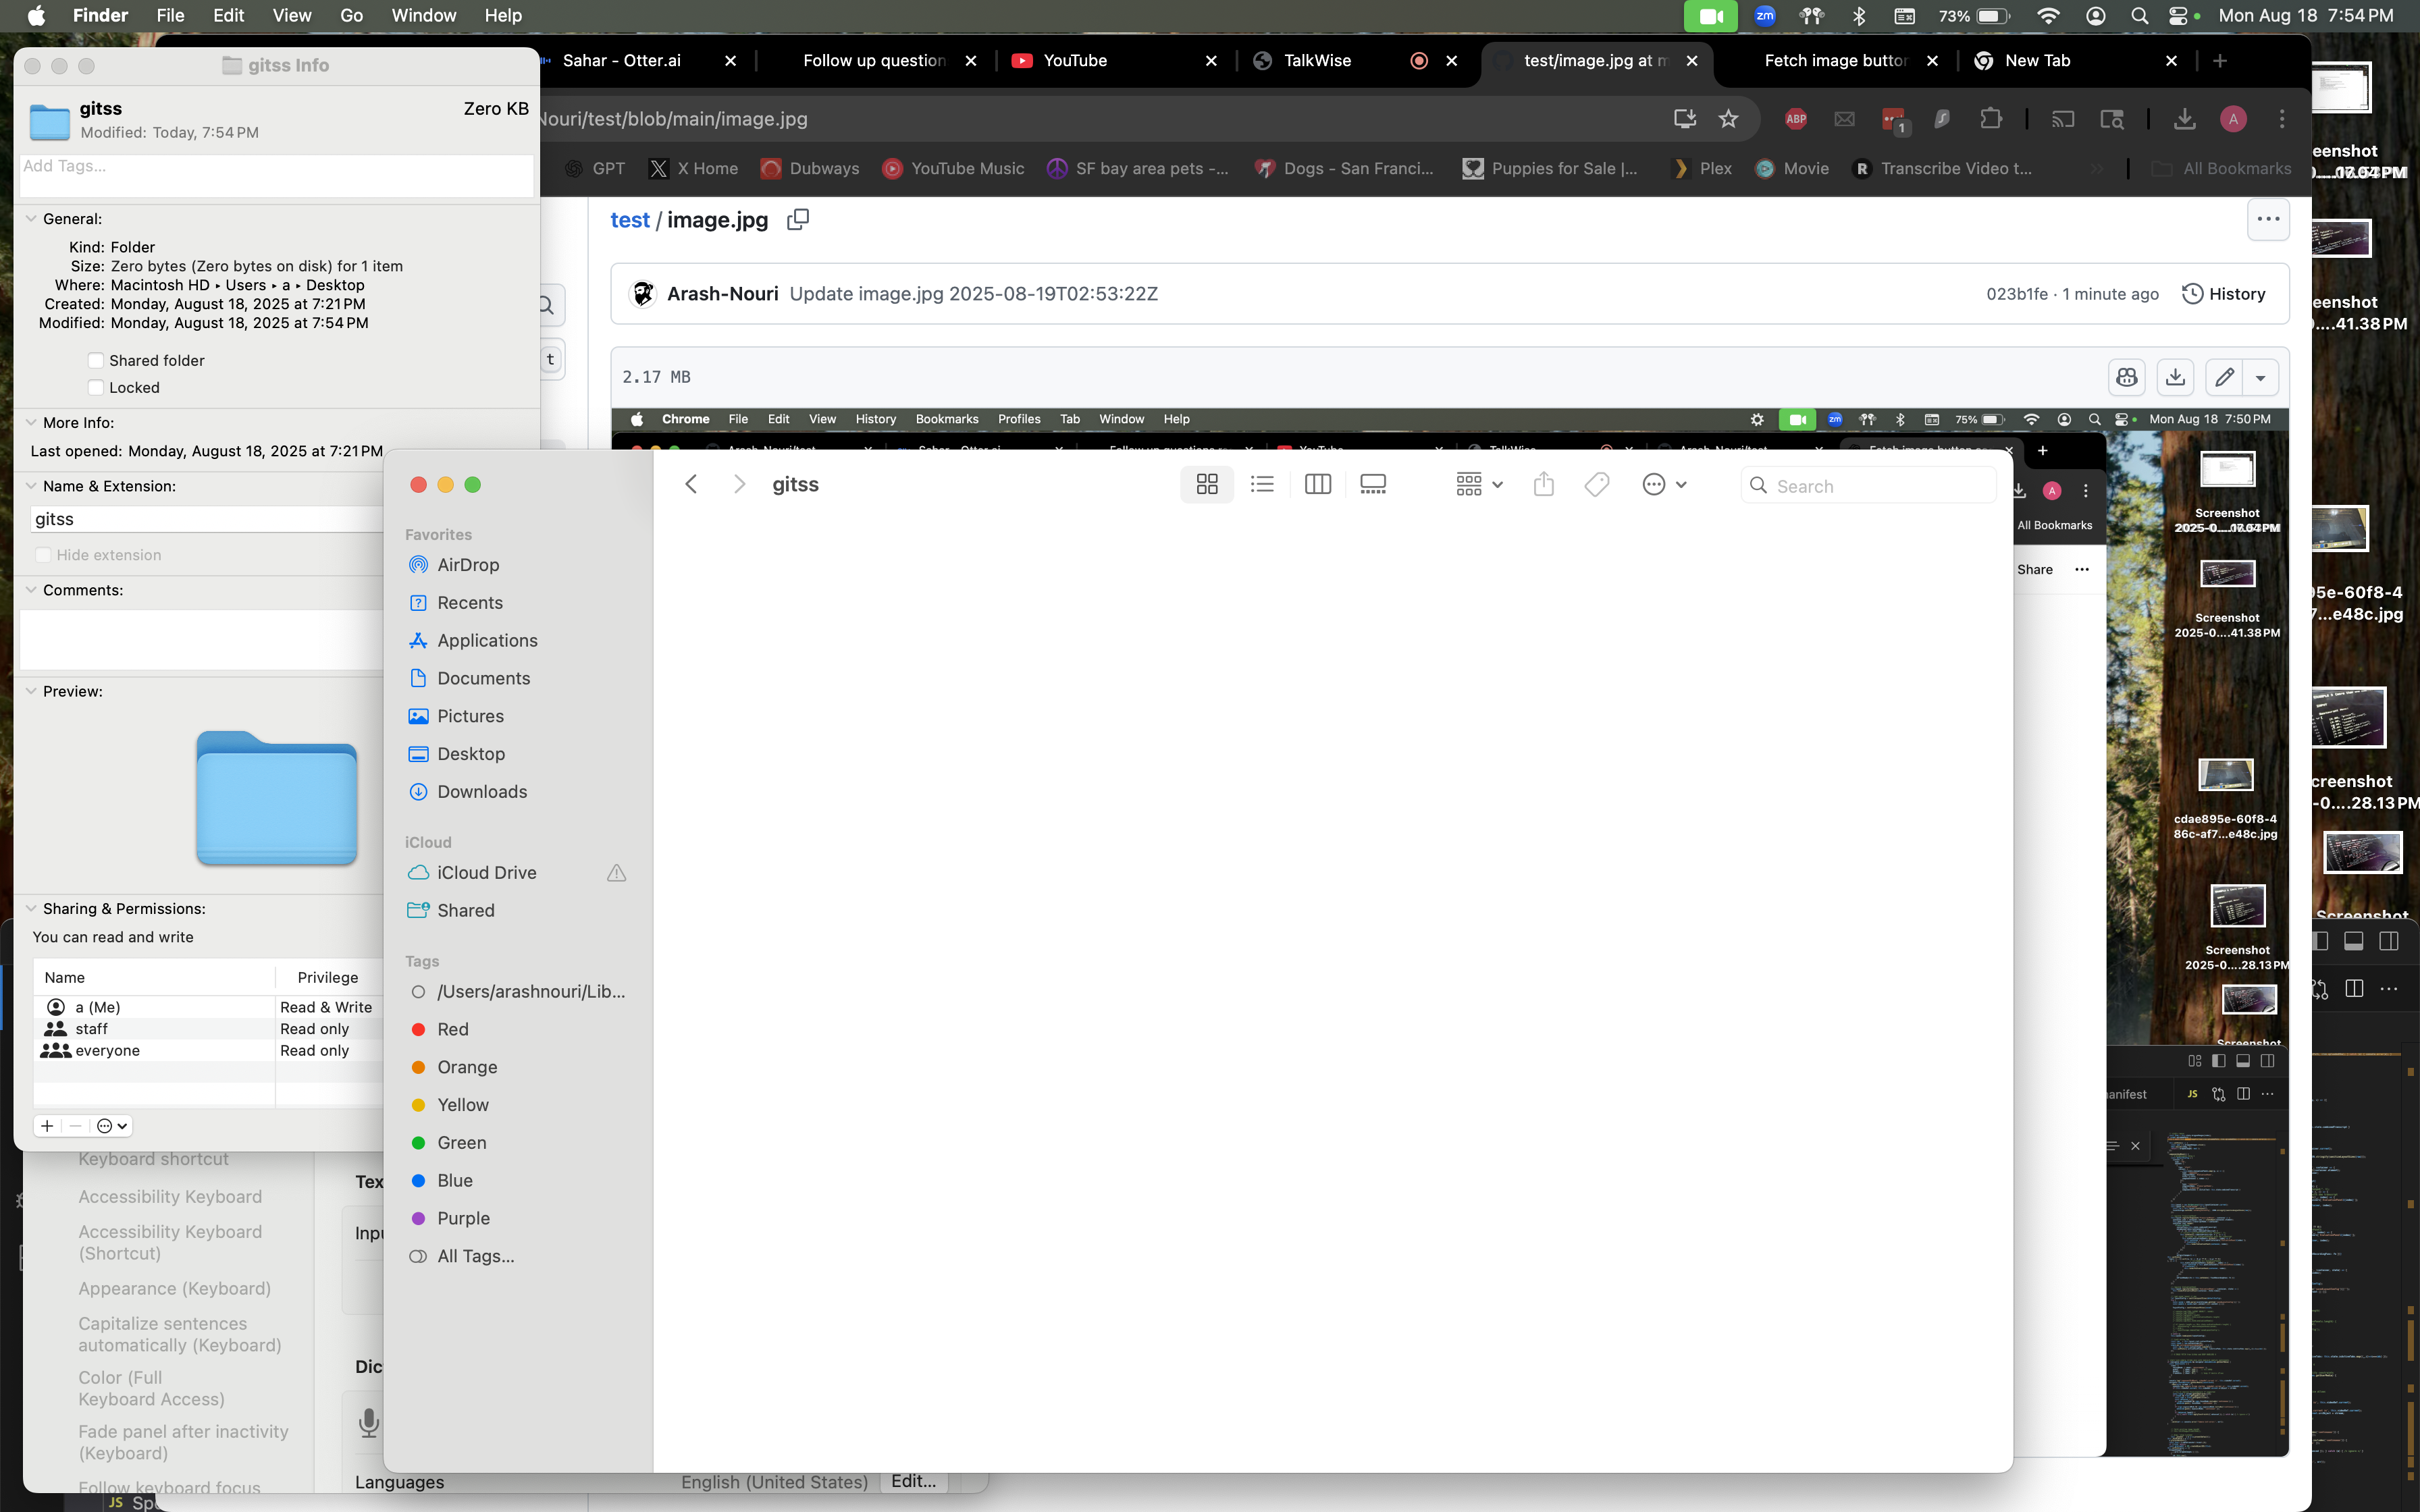 Finder File Edit View Go Window Help 73% Mon Aug 18 7:54 PM
gitss Info
Sahar - Otter.ai Follow up question YouTube TalkWise test/image.jpg at m Fetch image buttor New Tab
gitss Zero KB
Modified: Today, 7:54 PM
Add Tags...
Nouri/test/blob/main/image.jpg ABP 1 A
GPT X Home Dubways YouTube Music SF bay area pets -... Dogs - San Franci... Puppies for Sale |... Plex Movie Transcribe Video t... All Bookmarks
General:
Kind: Folder
Size: Zero bytes (Zero bytes on disk) for 1 item
Where: Macintosh HD ▸ Users ▸ a ▸ Desktop
Created: Monday, August 18, 2025 at 7:21 PM
Modified: Monday, August 18, 2025 at 7:54 PM
Shared folder
Locked
More Info:
Last opened: Monday, August 18, 2025 at 7:21 PM
Name & Extension:
gitss
Hide extension
Comments:
Preview:
Sharing & Permissions:
You can read and write
Name Privilege
a (Me) Read & Write
staff Read only
everyone Read only
test / image.jpg
Arash-Nouri Update image.jpg 2025-08-19T02:53:22Z 023b1fe · 1 minute ago History
t
2.17 MB
Chrome File Edit View History Bookmarks Profiles Tab Window Help 75% Mon Aug 18 7:50 PM
gitss
Search
Favorites
AirDrop
Recents
Applications
Documents
Pictures
Desktop
Downloads
iCloud
iCloud Drive
Shared
Tags
/Users/arashnouri/Lib...
Red
Orange
Yellow
Green
Blue
Purple
All Tags...
A
All Bookmarks
Share
Screenshot
Screenshot
2025-0....41.38 PM
cdae895e-60f8-4
86c-af7...e48c.jpg
Screenshot
2025-0....28.13 PM
Screenshot
anifest JS
eenshot
eenshot
....41.38 PM
95e-60f8-4
7...e48c.jpg
creenshot
-0....28.13 PM
Screenshot
Keyboard shortcut
Accessibility Keyboard
Accessibility Keyboard
(Shortcut)
Appearance (Keyboard)
Capitalize sentences
automatically (Keyboard)
Color (Full
Keyboard Access)
Fade panel after inactivity
(Keyboard)
Follow keyboard focus
Tex
Inpu
Dic
Languages English (United States) Edit...
JS Spe